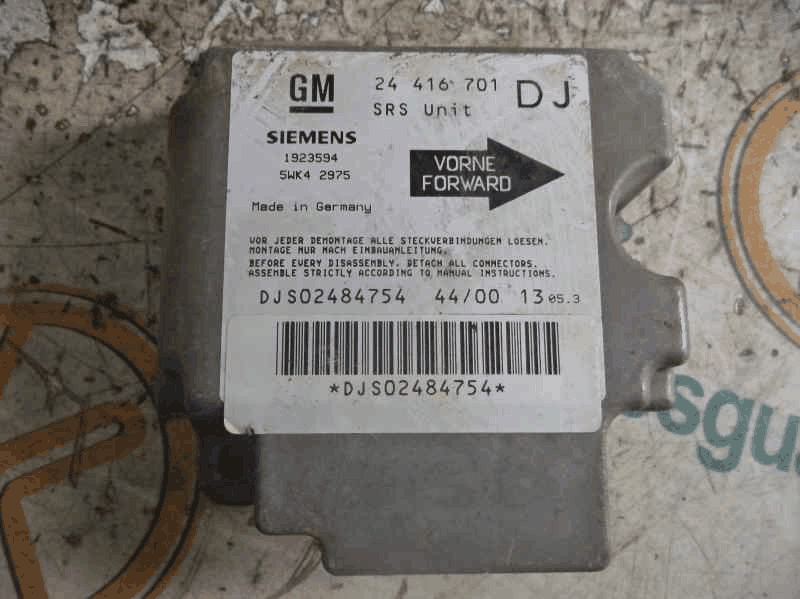 GM
24 416 701
DJ
SRS Unit
SIEMENS
1923594
5WK4 2975
VORNE
FORWARD
Made in Germany
VOR JEDER DEMONTAGE ALLE STECKVERBINDUNGEN LOESEN.
MONTAGE NUR NACH EINBAUANLEITUNG.
BEFORE EVERY DISASSEMBLY. DETACH ALL CONNECTORS.
ASSEMBLE STRICTLY ACCORDING TO MANUAL INSTRUCTIONS.
DJS02484754 44/00 13 05.3
*DJS02484754*